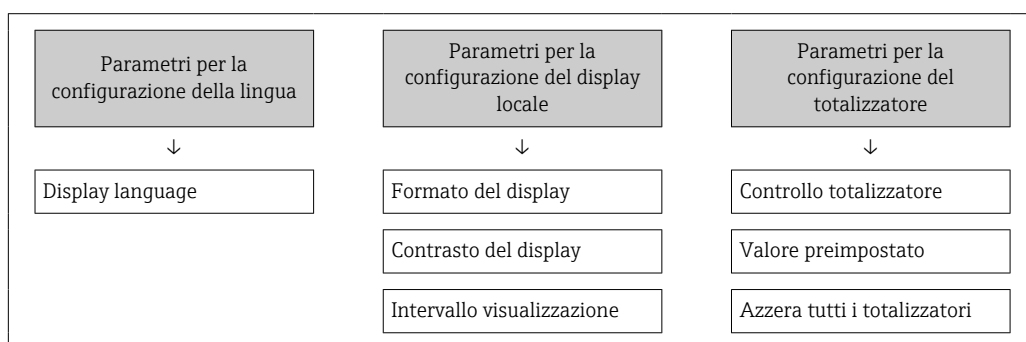 Parametri per la
configurazione della lingua
↓
Display language
Parametri per la
configurazione del display
locale
↓
Formato del display
Contrasto del display
Intervallo visualizzazione
Parametri per la
configurazione del
totalizzatore
↓
Controllo totalizzatore
Valore preimpostato
Azzera tutti i totalizzatori